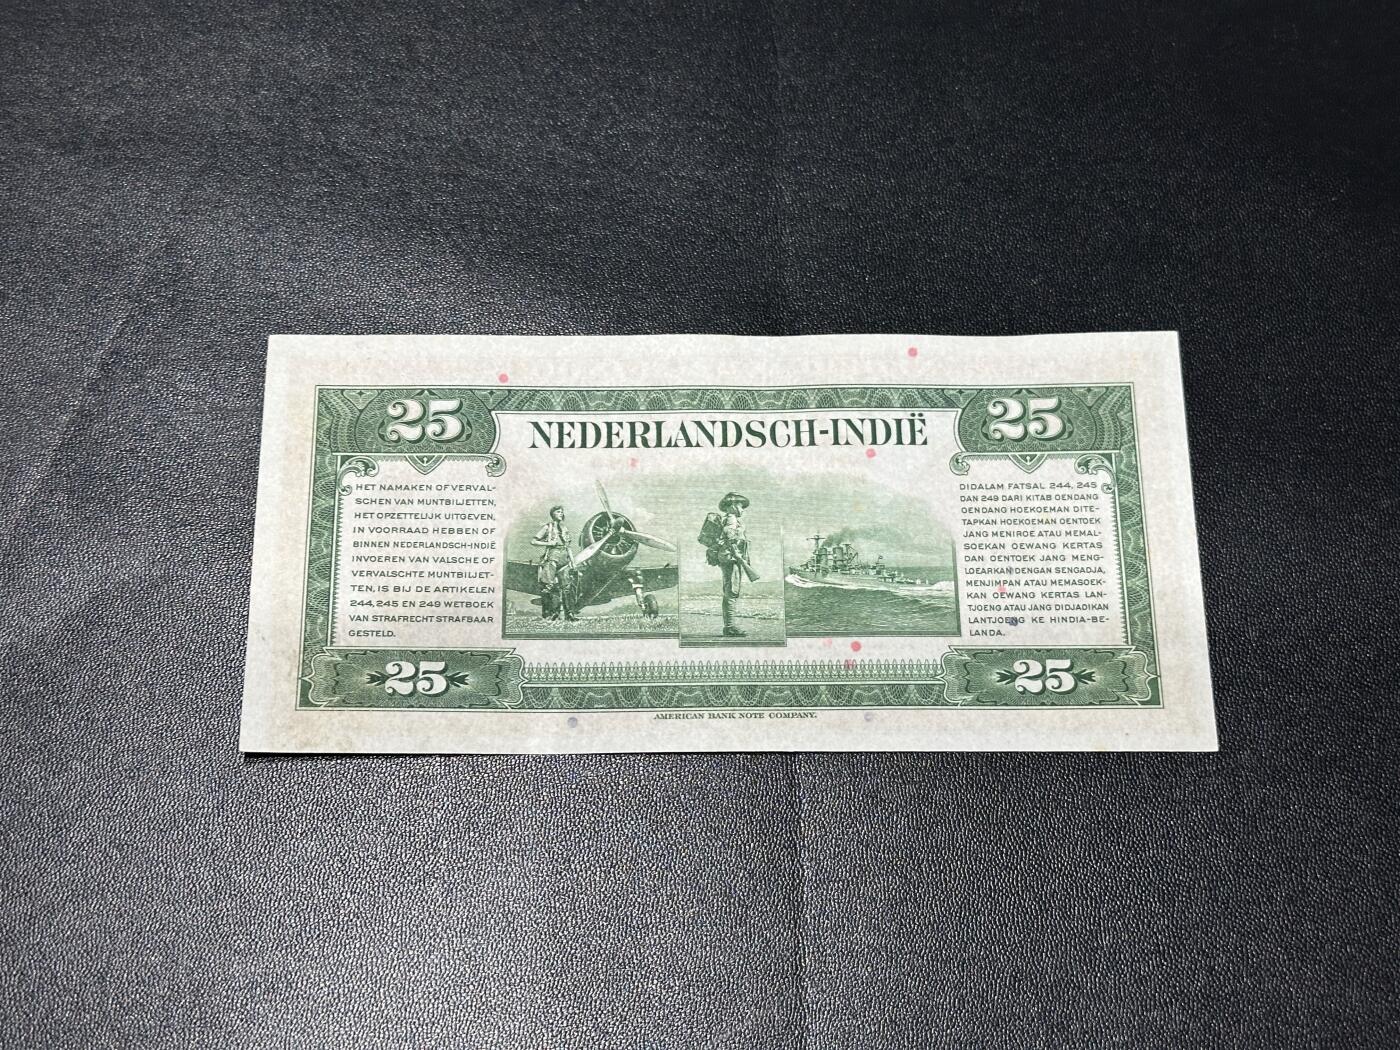 25
25
NEDERLANDSCH-INDIË
HET NAMAKEN OF VERVAL-
SCHEN VAN MUNTBILJETTEN,
HET OPZETTELIJK UITGEVEN,
IN VOORRAAD HEBBEN OF
BINNEN NEDERLANDSCH-INDIË
INVOEREN VAN VALSCHE OF
VERVALSCHTE MUNTBILJET-
TEN, IS BIJ DE ARTIKELEN
244, 245 EN 249 WETBOEK
VAN STRAFRECHT STRAFBAAR
GESTELD.
DIDALAM FATSAL 244, 245
DAN 249 DARI KITAB OENDANG
OENDANG HOEKOEMAN DITE-
TAPKAN HOEKOEMAN OENTOEK
JANG MENIROE ATAU MEMAL-
SOEKAN OEWANG KERTAS
DAN OENTOEK JANG MENG-
LOEARKAN DENGAN SENGADJA,
MENJIMPAN ATAU MEMASOEK-
KAN OEWANG KERTAS LAN-
TJOENG ATAU JANG DIDJADIKAN
LANTJOENG KE HINDIA-BE-
LANDA.
25
25
AMERICAN BANK NOTE COMPANY.